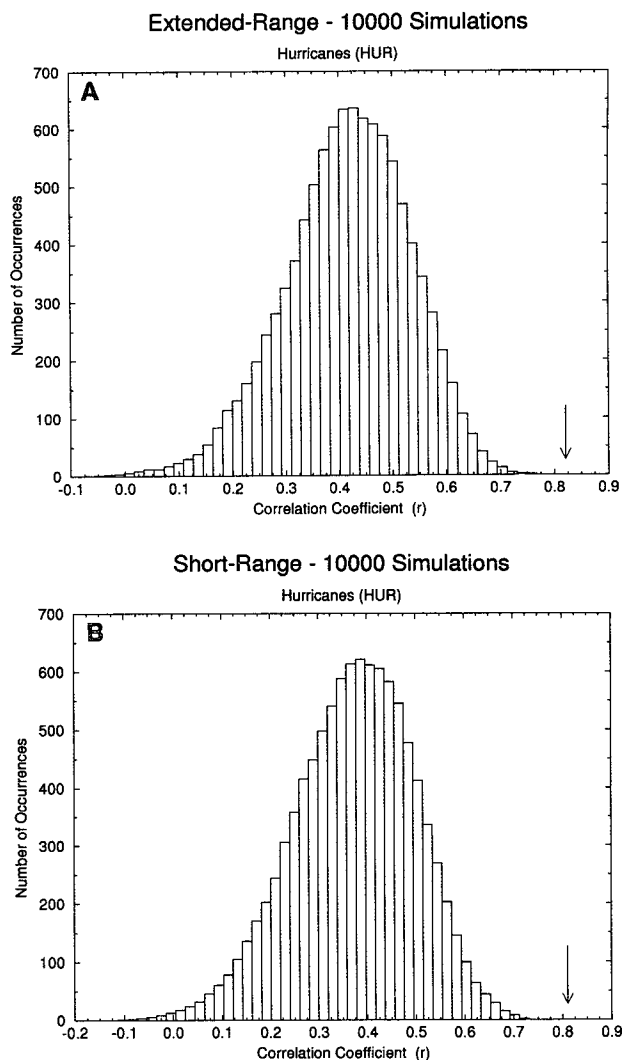 Extended-Range - 10000 Simulations
Hurricanes (HUR)
A
700
600
500
400
300
200
100
0
Number of Occurrences
-0.1 0.0 0.1 0.2 0.3 0.4 0.5 0.6 0.7 0.8 0.9
Correlation Coefficient (r)
Short-Range - 10000 Simulations
Hurricanes (HUR)
B
700
600
500
400
300
200
100
0
Number of Occurrences
-0.2 -0.1 0.0 0.1 0.2 0.3 0.4 0.5 0.6 0.7 0.8 0.9
Correlation Coefficient (r)